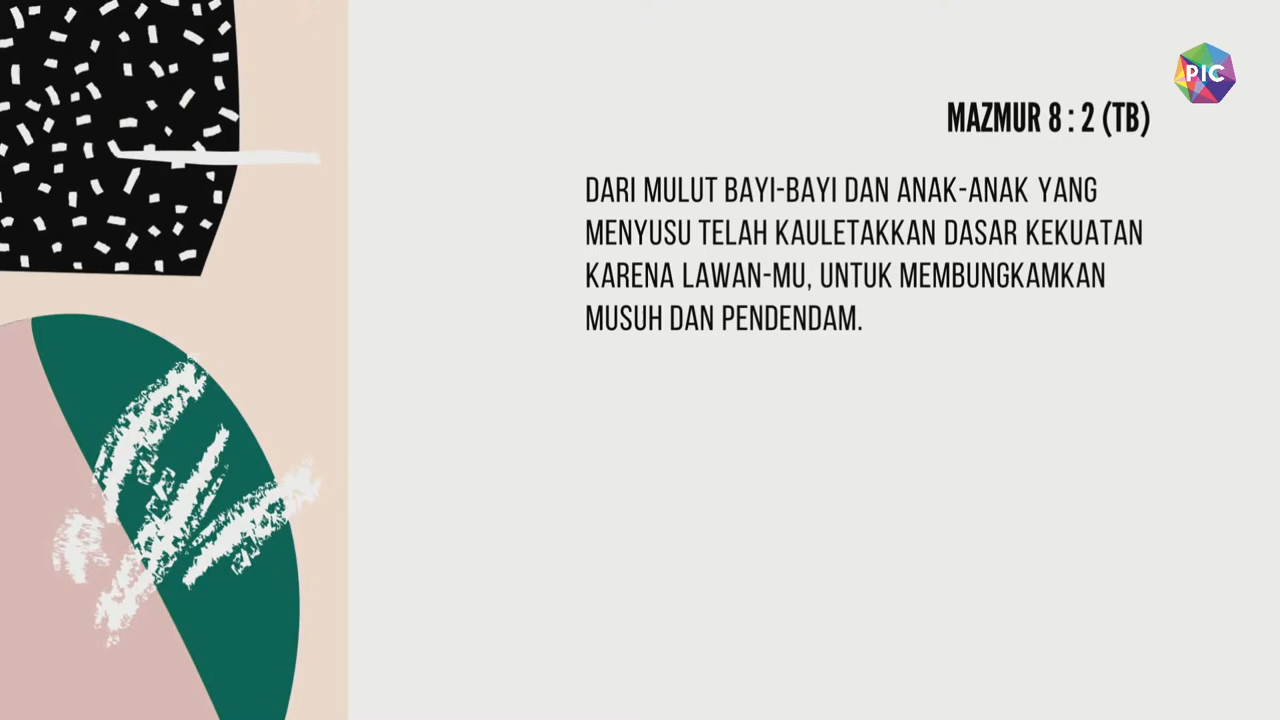 PIC
MAZMUR 8 : 2 (TB)
DARI MULUT BAYI-BAYI DAN ANAK-ANAK YANG
MENYUSU TELAH KAULETAKKAN DASAR KEKUATAN
KARENA LAWAN-MU, UNTUK MEMBUNGKAMKAN
MUSUH DAN PENDENDAM.